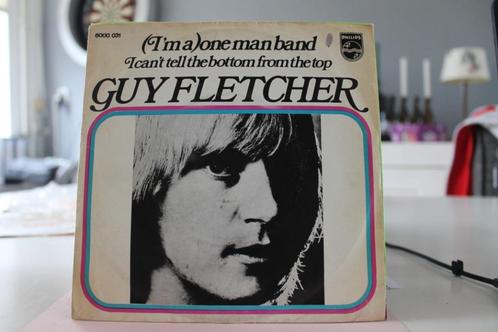 6000 031
(I'm a) one man band
I can't tell the bottom from the top
GUY FLETCHER
PHILIPS